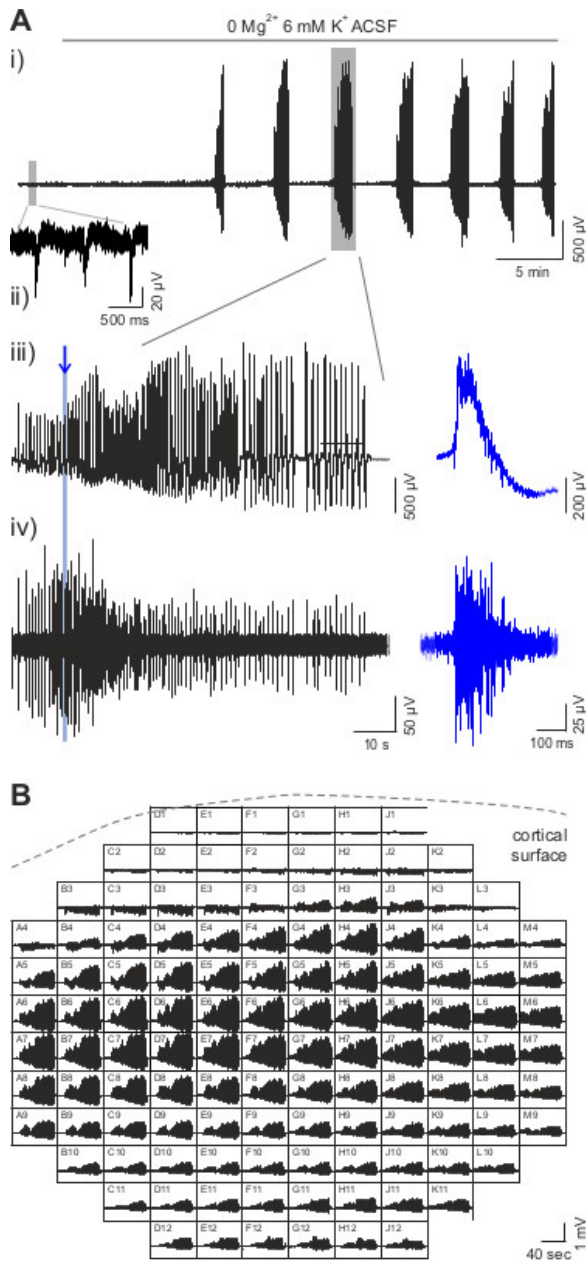 A
0 Mg²⁺ 6 mM K⁺ ACSF
i)
500 µV
5 min
20 µV
500 ms
ii)
iii)
500 µV
200 µV
iv)
50 µV
10 s
25 µV
100 ms
B
cortical
surface
D1 E1 F1 G1 H1 J1
C2 D2 E2 F2 G2 H2 J2 K2
B3 C3 D3 E3 F3 G3 H3 J3 K3 L3
A4 B4 C4 D4 E4 F4 G4 H4 J4 K4 L4 M4
A5 B5 C5 D5 E5 F5 G5 H5 J5 K5 L5 M5
A6 B6 C6 D6 E6 F6 G6 H6 J6 K6 L6 M6
A7 B7 C7 D7 E7 F7 G7 H7 J7 K7 L7 M7
A8 B8 C8 D8 E8 F8 G8 H8 J8 K8 L8 M8
A9 B9 C9 D9 E9 F9 G9 H9 J9 K9 L9 M9
B10 C10 D10 E10 F10 G10 H10 J10 K10 L10
C11 D11 E11 F11 G11 H11 J11 K11
D12 E12 F12 G12 H12 J12
1 mV
40 sec